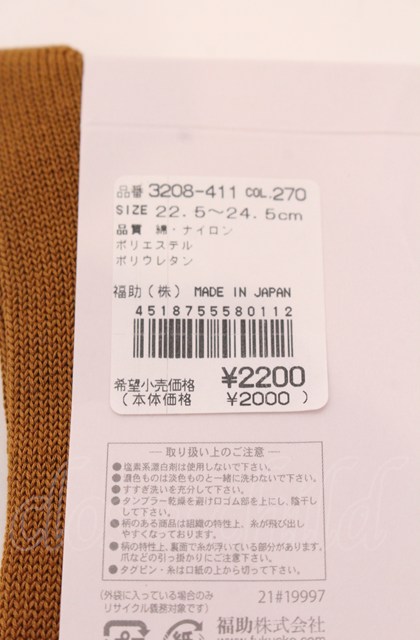 品番 3208-411 COL.270
SIZE 22.5～24.5cm
品質 綿・ナイロン
ポリエステル
ポリウレタン
福助(株) MADE IN JAPAN
4518755580112
希望小売価格 ¥2200
(本体価格 ¥2000)
取り扱い上のご注意
●塩素系漂白剤は使用しないで下さい。
●濃色ものは淡色ものと一緒に洗わないで下さい。
●すすぎ洗いを充分して下さい。
●タンブラー乾燥を避けロゴム部を上にし、陰干し
して下さい。
●柄のある商品は組織の特性上、糸が飛び出し
やすくなっております。
●柄の特性上、裏面で糸が浮いている部分があります。
爪などの引っ掛かりにご注意下さい。
●タグピン・糸は口紙の上から切って下さい。
(外袋に入っている場合のみ
リサイクル義務対象です)
21#19997
福助株式会社
紙